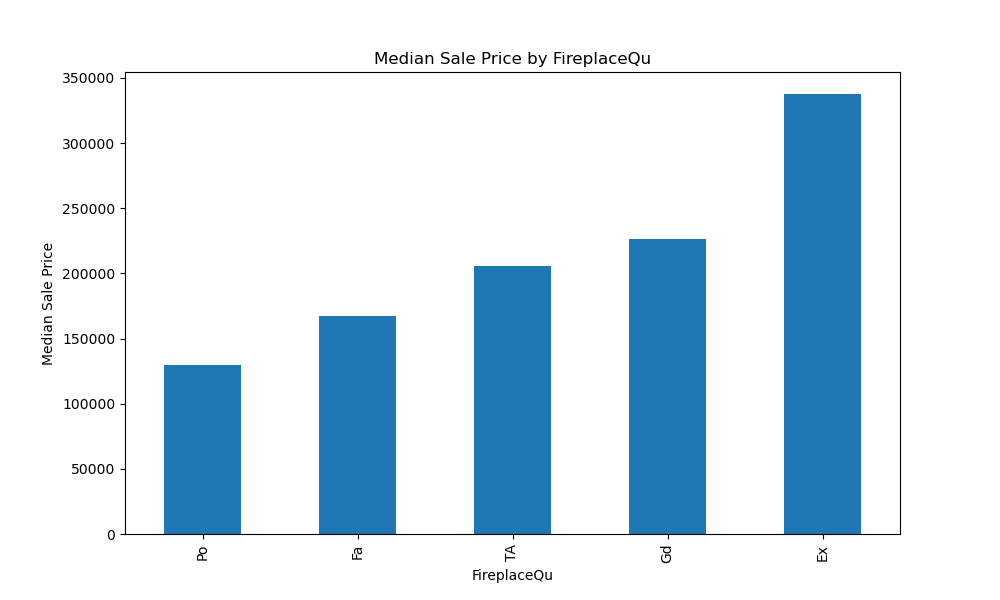 Median Sale Price by FireplaceQu
350000
300000
250000
200000
150000
100000
50000
0
Median Sale Price
Po
Fa
TA
Gd
Ex
FireplaceQu